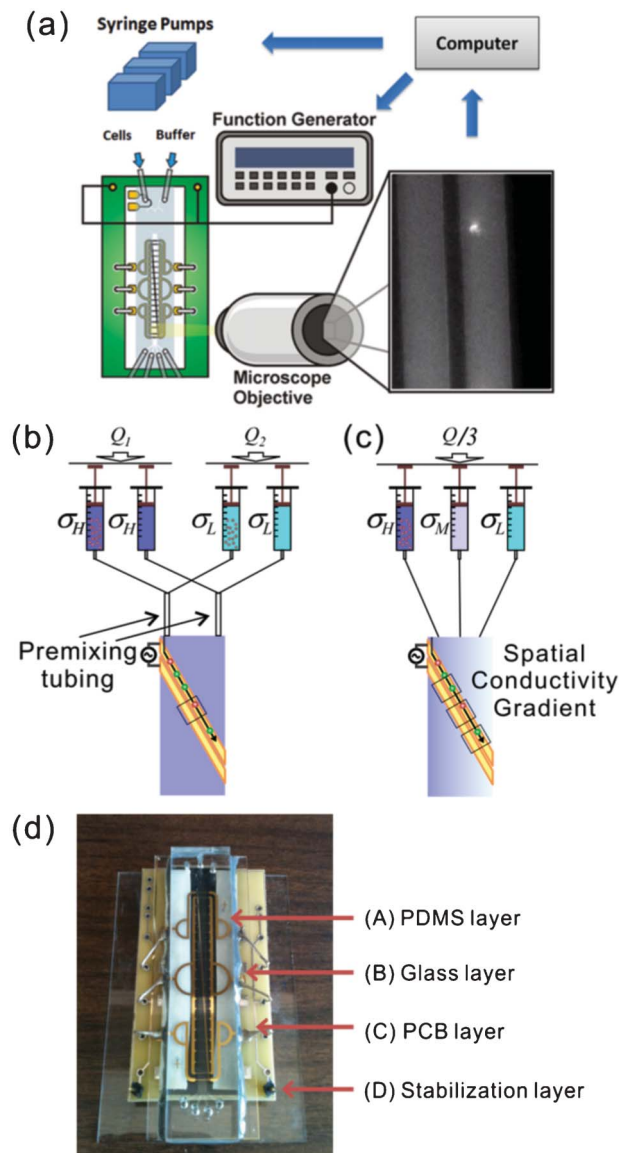 (a)
Syringe Pumps
Computer
Function Generator
Cells
Buffer
Microscope
Objective
(b)
Q1
Q2
σH
σH
σL
σL
Premixing
tubing
(c)
Q/3
σH
σM
σL
Spatial
Conductivity
Gradient
(d)
(A) PDMS layer
(B) Glass layer
(C) PCB layer
(D) Stabilization layer